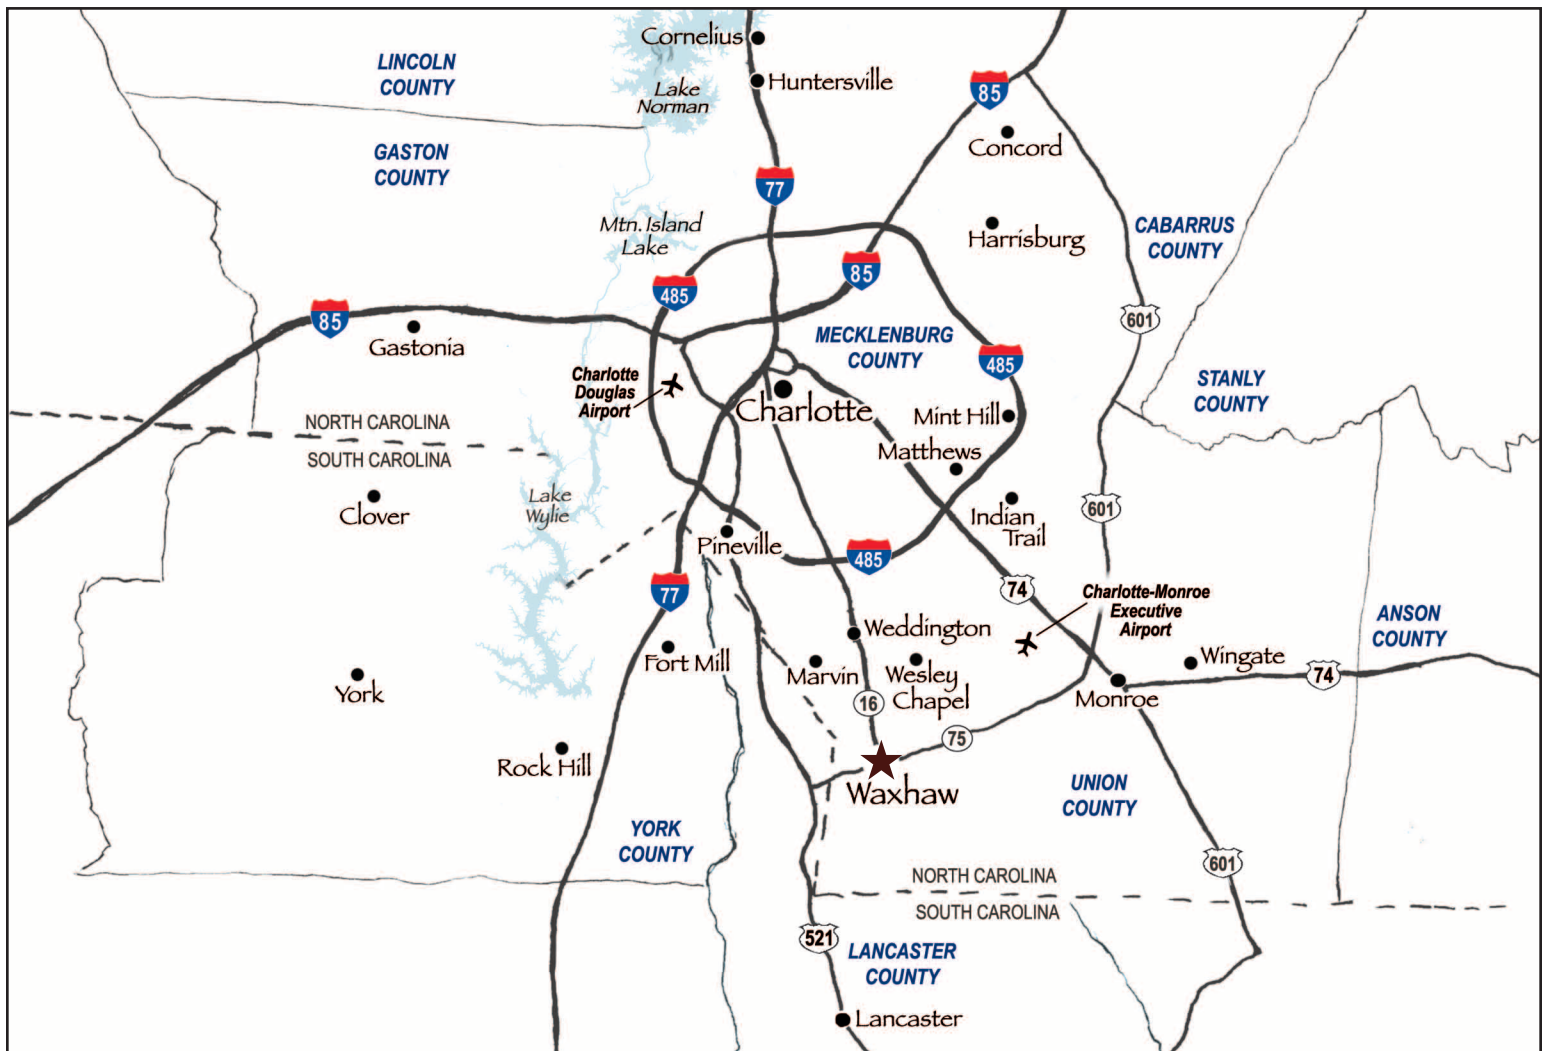 Cornelius
LINCOLN
COUNTY
Huntersville
Lake
Norman
85
Concord
GASTON
COUNTY
77
Mtn. Island
Lake
CABARRUS
COUNTY
Harrisburg
85
485
85
601
MECKLENBURG
COUNTY
Gastonia
485
Charlotte
Douglas
Airport
STANLY
COUNTY
Charlotte
Mint Hill
NORTH CAROLINA
SOUTH CAROLINA
Matthews
Lake
Wylie
Clover
601
Indian
Trail
Pineville
485
77
74
Charlotte-Monroe
Executive
Airport
ANSON
COUNTY
Weddington
Fort Mill
Marvin
Wesley
Chapel
Wingate
74
York
16
Monroe
75
Rock Hill
Waxhaw
UNION
COUNTY
YORK
COUNTY
601
NORTH CAROLINA
SOUTH CAROLINA
521
LANCASTER
COUNTY
Lancaster